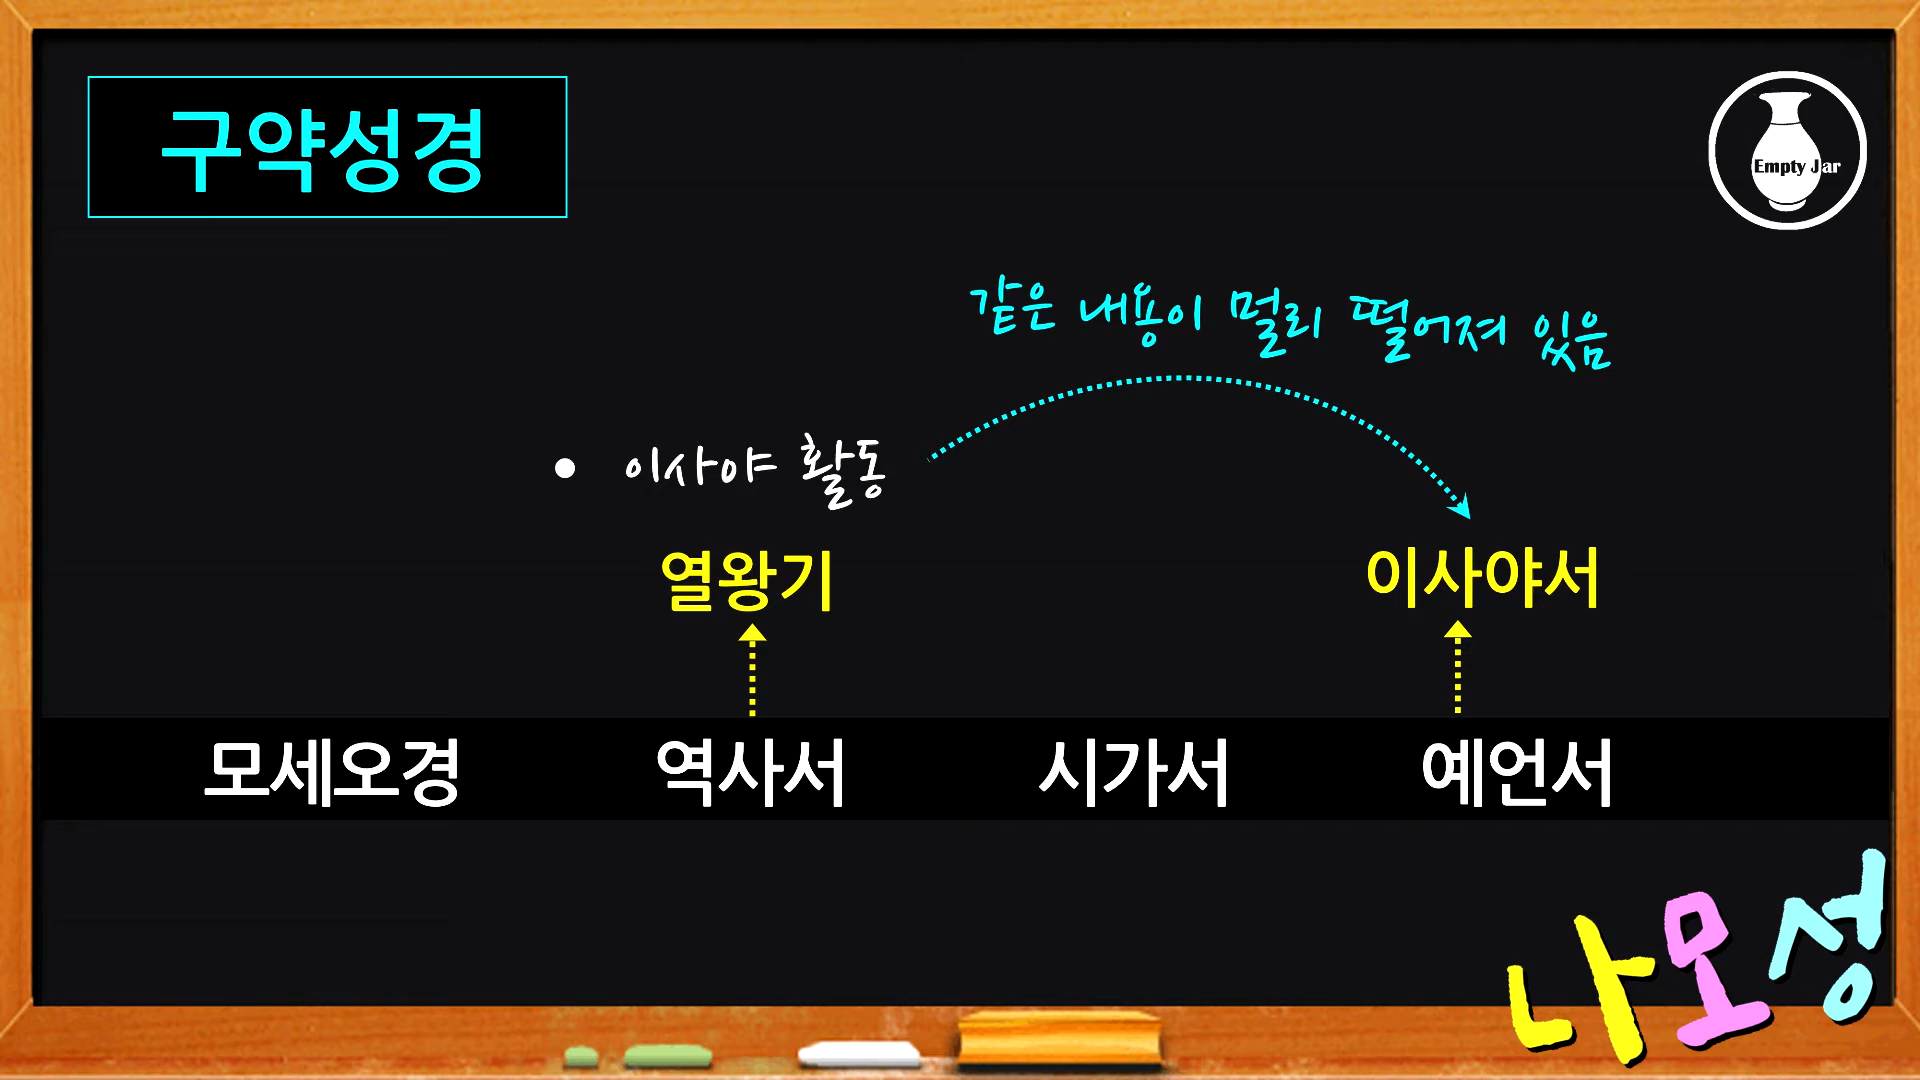 구약성경
Empty Jar
같은 내용이 멀리 떨어져 있음
• 이사야 활동
열왕기 이사야서
모세오경 역사서 시가서 예언서
나모성